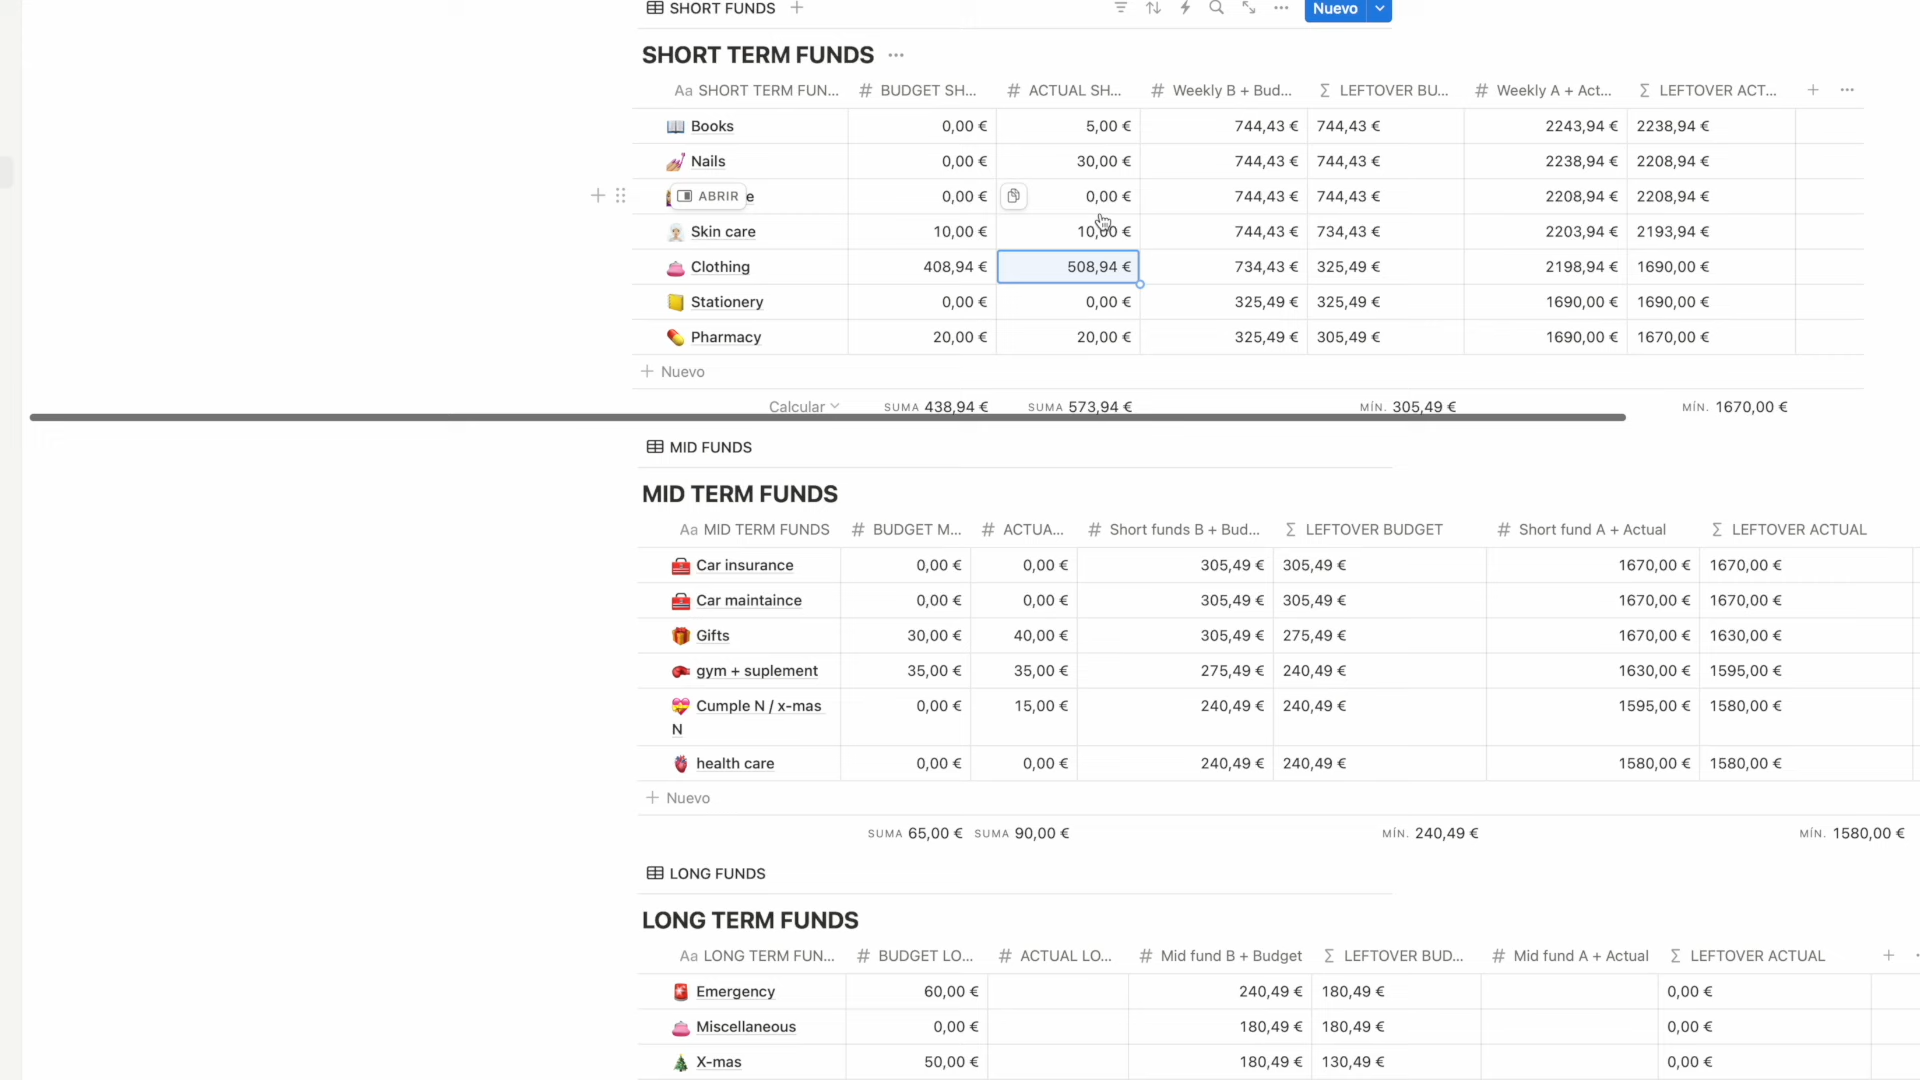 SHORT FUNDS
Nuevo
SHORT TERM FUNDS
Aa SHORT TERM FUN... # BUDGET SH... # ACTUAL SH... # Weekly B + Bud... Σ LEFTOVER BU... # Weekly A + Act... Σ LEFTOVER ACT...
Books 0,00 € 5,00 € 744,43 € 744,43 € 2243,94 € 2238,94 €
Nails 0,00 € 30,00 € 744,43 € 744,43 € 2238,94 € 2208,94 €
ABRIR e 0,00 € 0,00 € 744,43 € 744,43 € 2208,94 € 2208,94 €
Skin care 10,00 € 10,00 € 744,43 € 734,43 € 2203,94 € 2193,94 €
Clothing 408,94 € 508,94 € 734,43 € 325,49 € 2198,94 € 1690,00 €
Stationery 0,00 € 0,00 € 325,49 € 325,49 € 1690,00 € 1690,00 €
Pharmacy 20,00 € 20,00 € 325,49 € 305,49 € 1690,00 € 1670,00 €
Nuevo
Calcular SUMA 438,94 € SUMA 573,94 € MÍN. 305,49 € MÍN. 1670,00 €
MID FUNDS
MID TERM FUNDS
Aa MID TERM FUNDS # BUDGET M... # ACTUA... # Short funds B + Bud... Σ LEFTOVER BUDGET # Short fund A + Actual Σ LEFTOVER ACTUAL
Car insurance 0,00 € 0,00 € 305,49 € 305,49 € 1670,00 € 1670,00 €
Car maintaince 0,00 € 0,00 € 305,49 € 305,49 € 1670,00 € 1670,00 €
Gifts 30,00 € 40,00 € 305,49 € 275,49 € 1670,00 € 1630,00 €
gym + suplement 35,00 € 35,00 € 275,49 € 240,49 € 1630,00 € 1595,00 €
Cumple N / x-mas 0,00 € 15,00 € 240,49 € 240,49 € 1595,00 € 1580,00 €
N
health care 0,00 € 0,00 € 240,49 € 240,49 € 1580,00 € 1580,00 €
Nuevo
SUMA 65,00 € SUMA 90,00 € MÍN. 240,49 € MÍN. 1580,00 €
LONG FUNDS
LONG TERM FUNDS
Aa LONG TERM FUN... # BUDGET LO... # ACTUAL LO... # Mid fund B + Budget Σ LEFTOVER BUD... # Mid fund A + Actual Σ LEFTOVER ACTUAL
Emergency 60,00 € 240,49 € 180,49 € 0,00 €
Miscellaneous 0,00 € 180,49 € 180,49 € 0,00 €
X-mas 50,00 € 180,49 € 130,49 € 0,00 €